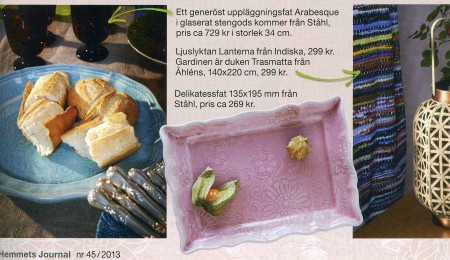 Ett generöst uppläggningsfat Arabesque
i glaserat stengods kommer från Ståhl,
pris ca 729 kr i storlek 34 cm.
Ljuslyktan Lanterna från Indiska, 299 kr.
Gardinen är duken Trasmatta från
Åhléns, 140x220 cm, 299 kr.
Delikatessfat 135x195 mm från
Ståhl, pris ca 269 kr.
Hemmets Journal nr 45/2013